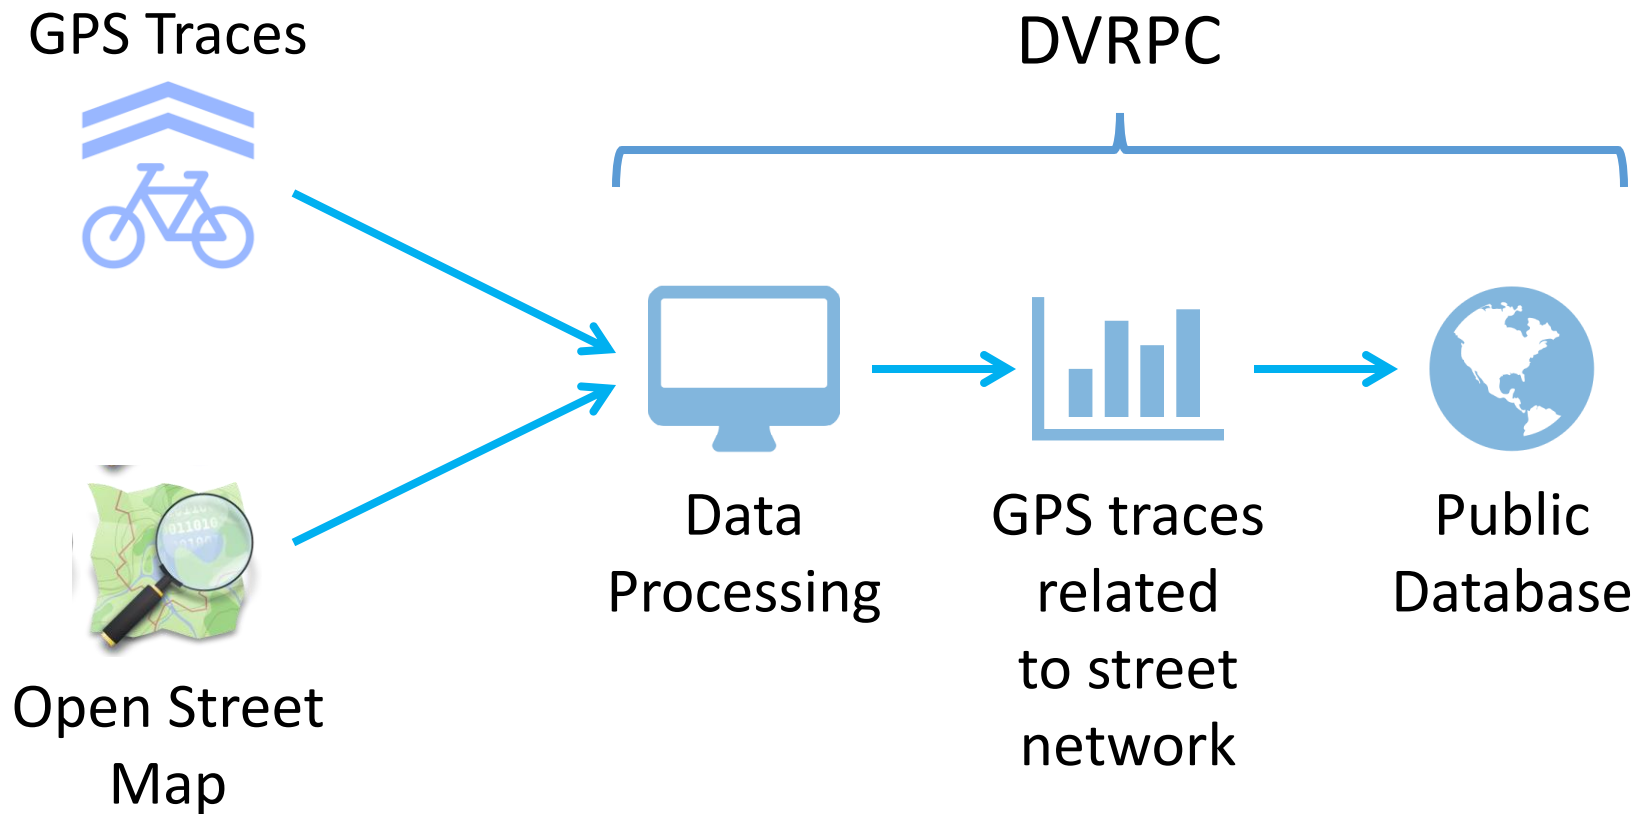 GPS Traces
DVRPC
Data
Processing
GPS traces
related
to street
network
Public
Database
Open Street
Map